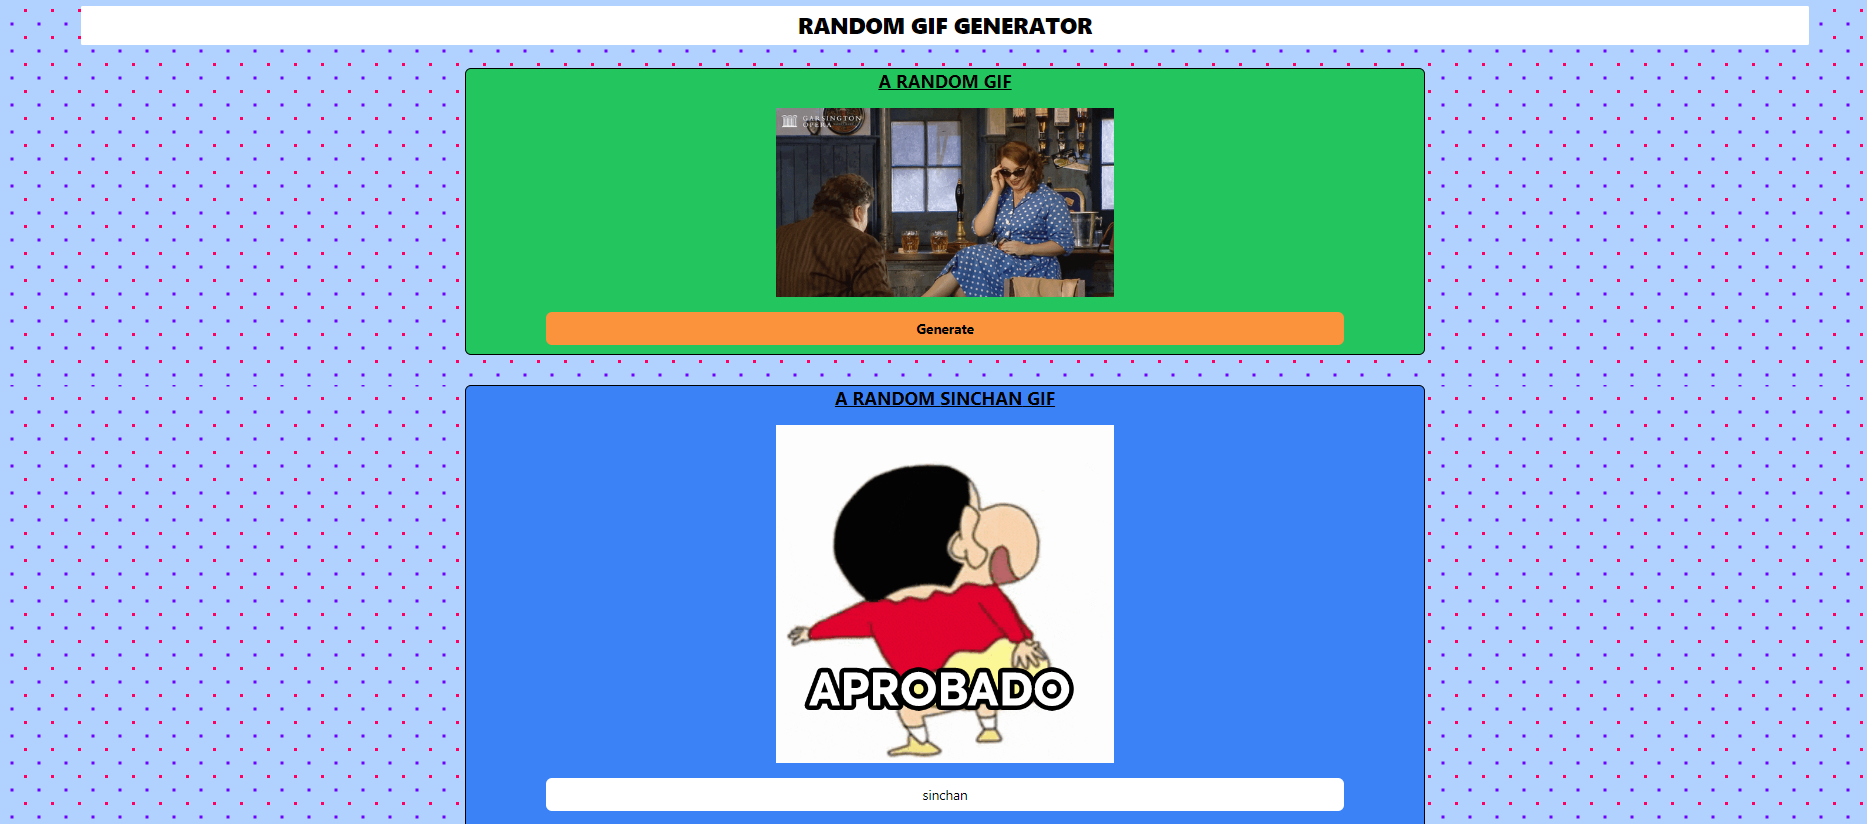 RANDOM GIF GENERATOR
A RANDOM GIF
GARSINGTON
OPERA
Generate
A RANDOM SINCHAN GIF
APROBADO
sinchan